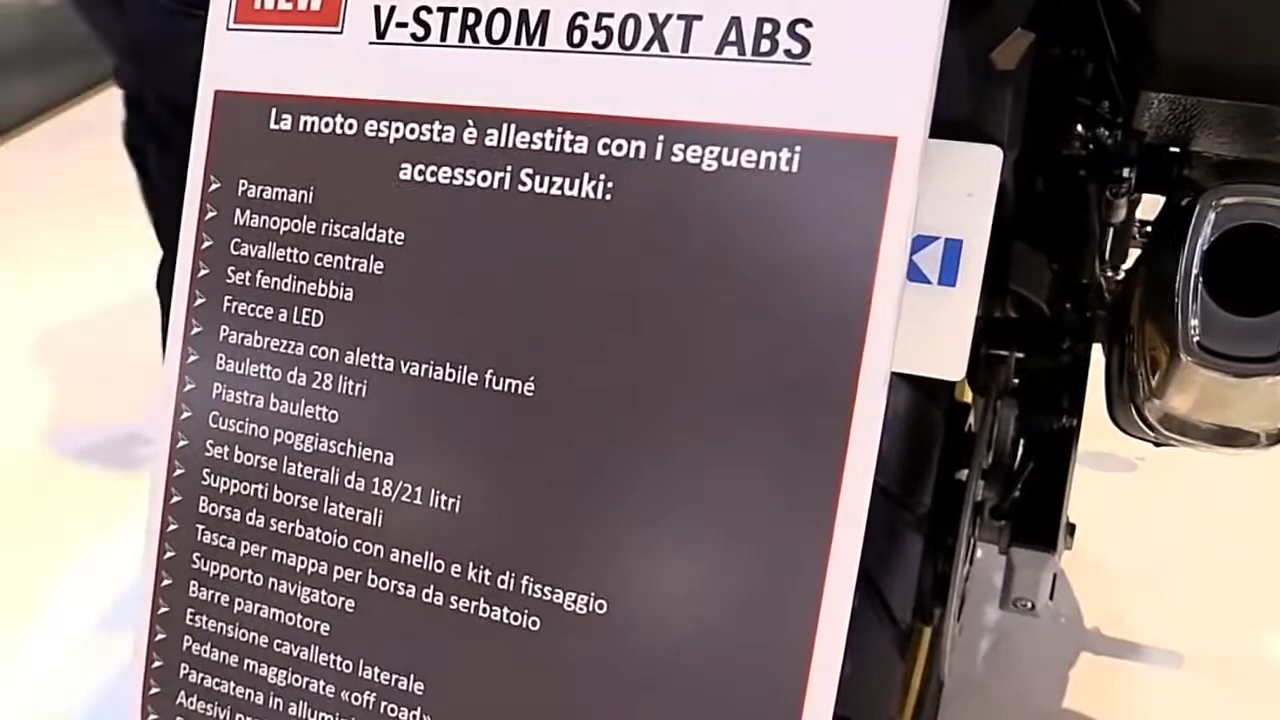 NEW
V-STROM 650XT ABS
La moto esposta è allestita con i seguenti
accessori Suzuki:
Paramani
Manopole riscaldate
Cavalletto centrale
Set fendinebbia
Frecce a LED
Parabrezza con aletta variabile fumé
Bauletto da 28 litri
Piastra bauletto
Cuscino poggiaschiena
Set borse laterali da 18/21 litri
Supporti borse laterali
Borsa da serbatoio con anello e kit di fissaggio
Tasca per mappa per borsa da serbatoio
Supporto navigatore
Barre paramotore
Estensione cavalletto laterale
Pedane maggiorate «off road»
Paracatena in
Adesivi
KI